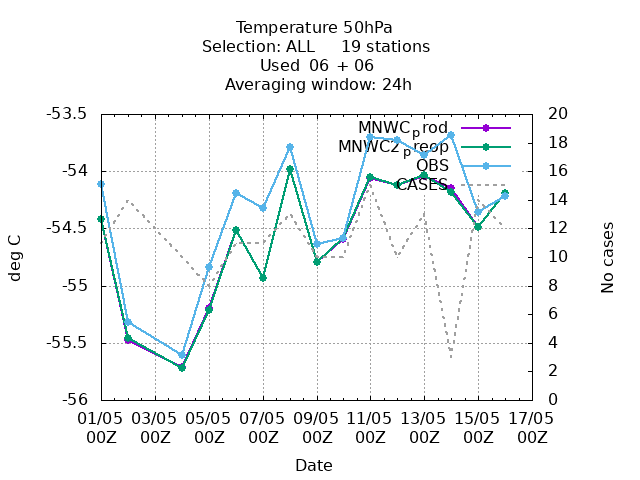 Temperature 50hPa
Selection: ALL 19 stations
Used 06 + 06
Averaging window: 24h
-53.5
-54
-54.5
-55
-55.5
-56
deg C
20
18
16
14
12
10
8
6
4
2
0
No cases
MNWCprod
MNWC2preop
OBS
CASES
01/05 03/05 05/05 07/05 09/05 11/05 13/05 15/05 17/05
00Z 00Z 00Z 00Z 00Z 00Z 00Z 00Z 00Z
Date